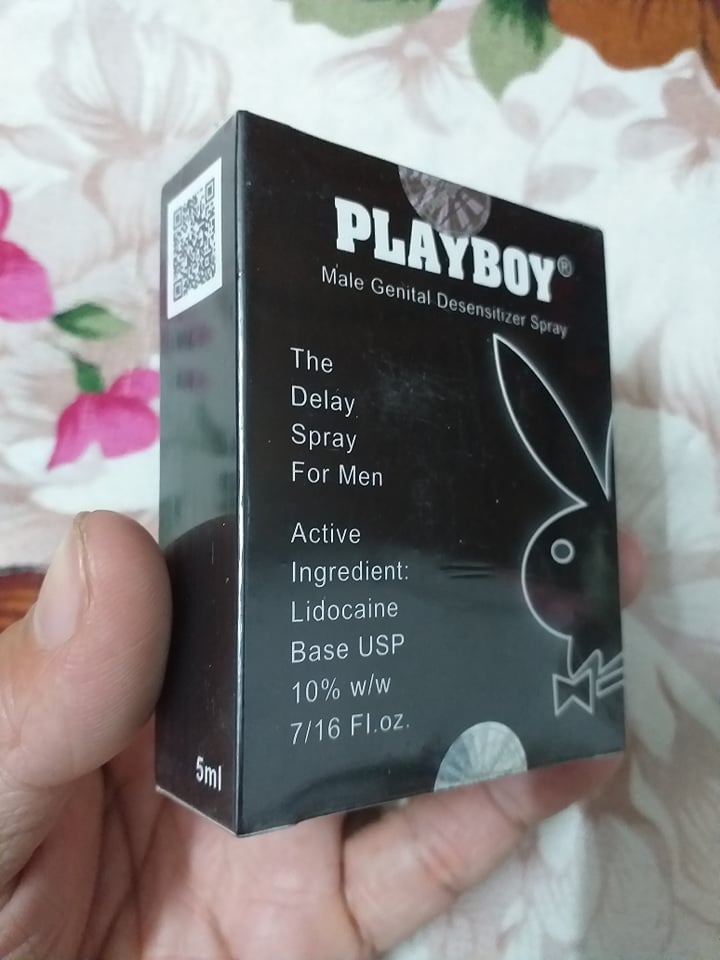 PLAYBOY®
Male Genital Desensitizer Spray
The
Delay
Spray
For Men
Active
Ingredient:
Lidocaine
Base USP
10% w/w
7/16 Fl.oz.
5ml